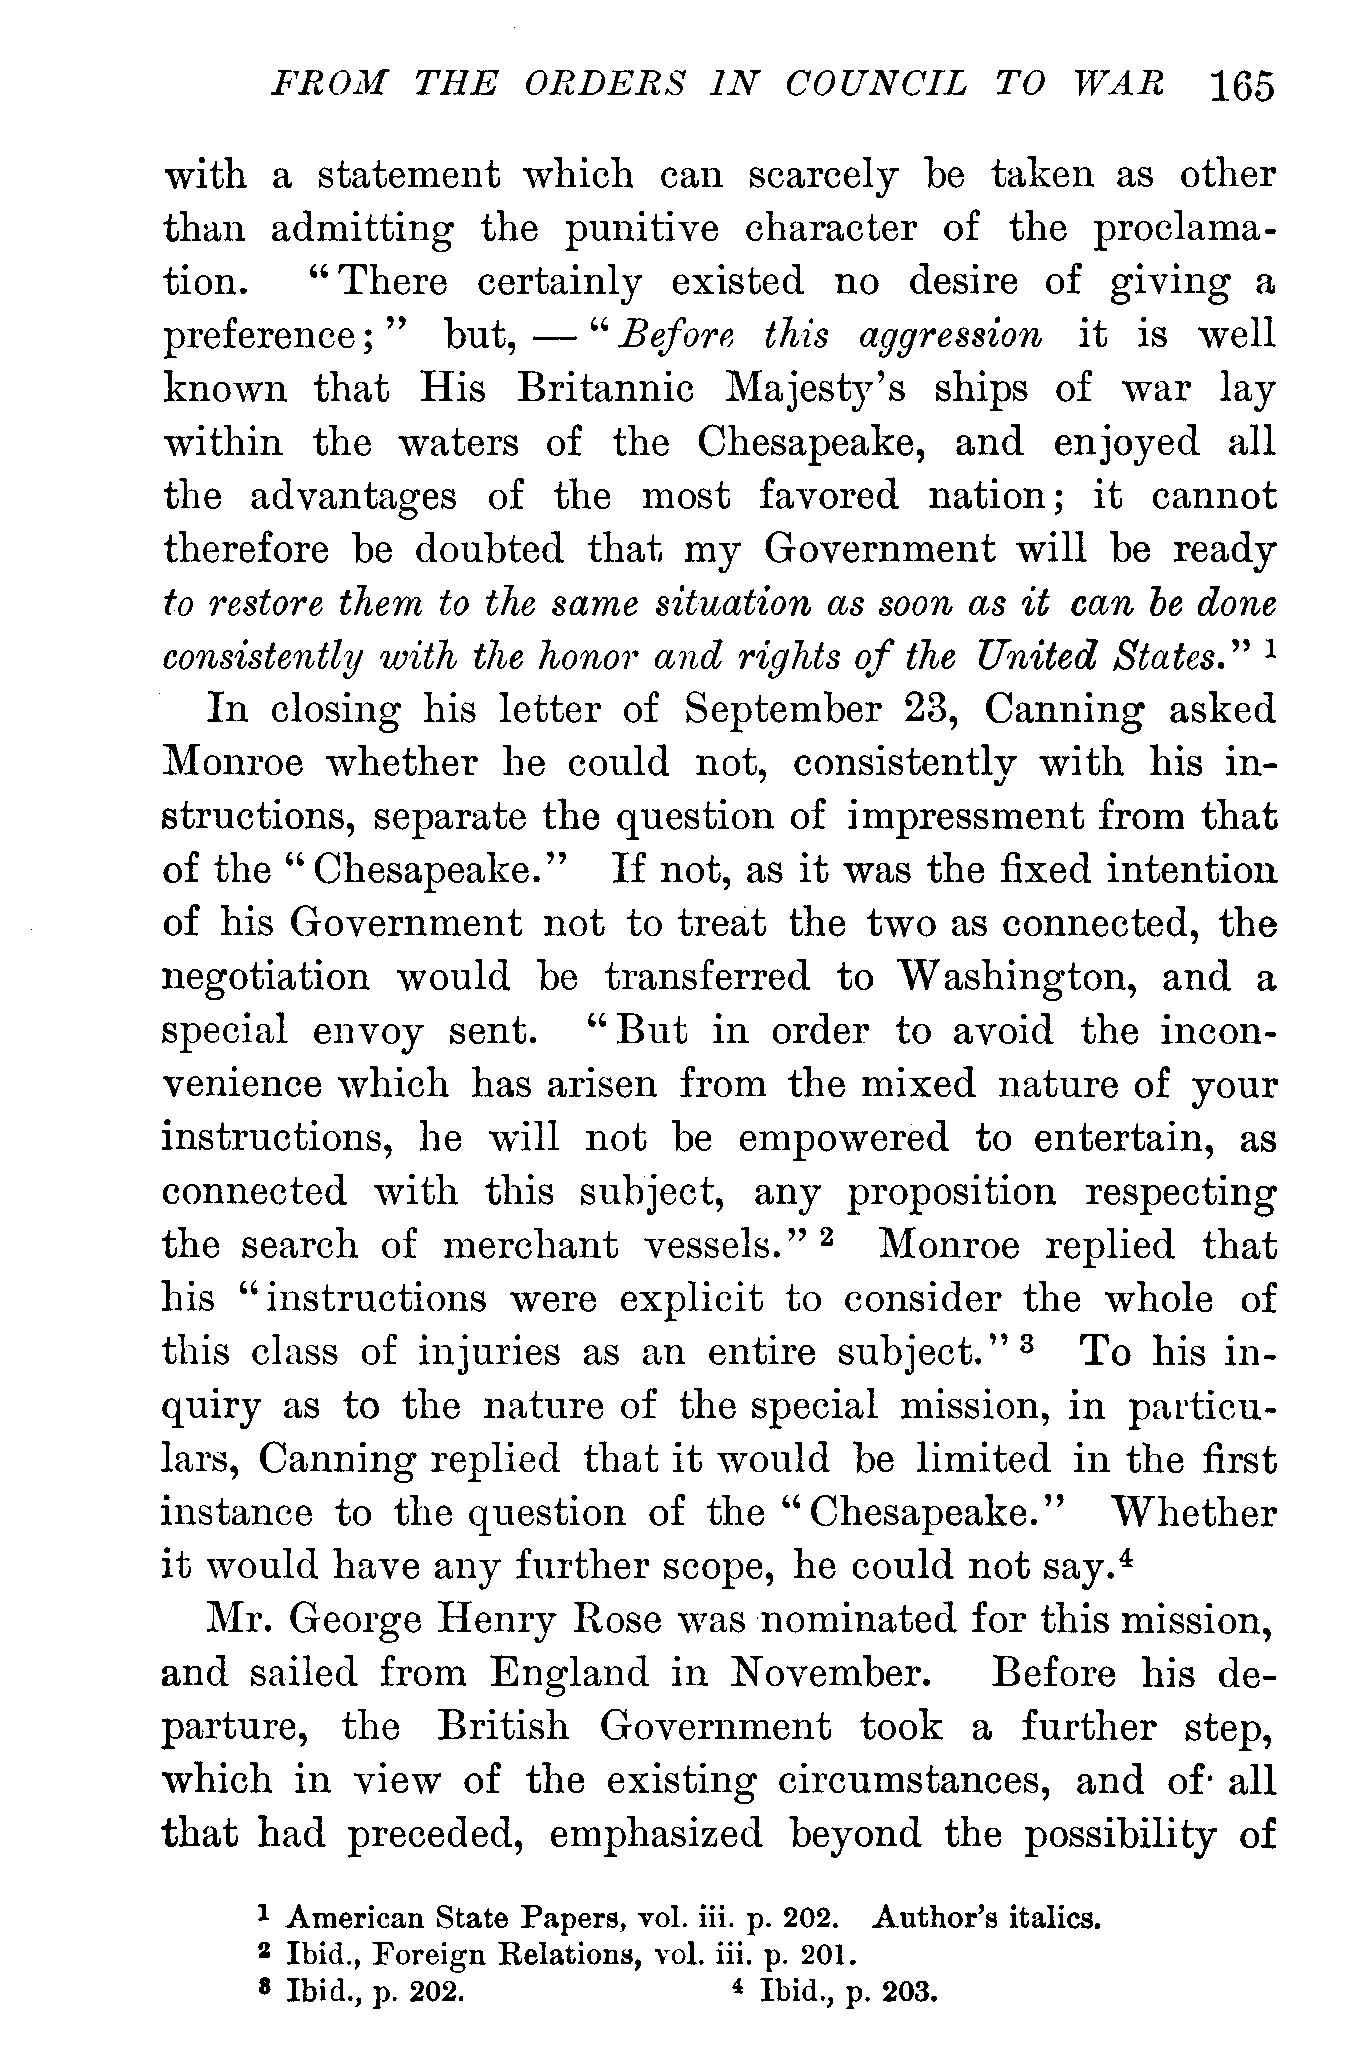 FROM THE ORDERS IN COUNCIL TO WAR 165
with a statement which can scarcely be taken as other
than admitting the punitive character of the proclama-
tion. “There certainly existed no desire of giving a
preference;” but, — “Before this aggression it is well
known that His Britannic Majesty’s ships of war lay
within the waters of the Chesapeake, and enjoyed all
the advantages of the most favored nation; it cannot
therefore be doubted that my Government will be ready
to restore them to the same situation as soon as it can be done
consistently with the honor and rights of the United States.” 1
In closing his letter of September 23, Canning asked
Monroe whether he could not, consistently with his in-
structions, separate the question of impressment from that
of the “Chesapeake.” If not, as it was the fixed intention
of his Government not to treat the two as connected, the
negotiation would be transferred to Washington, and a
special envoy sent. “But in order to avoid the incon-
venience which has arisen from the mixed nature of your
instructions, he will not be empowered to entertain, as
connected with this subject, any proposition respecting
the search of merchant vessels.” 2 Monroe replied that
his “instructions were explicit to consider the whole of
this class of injuries as an entire subject.” 3 To his in-
quiry as to the nature of the special mission, in particu-
lars, Canning replied that it would be limited in the first
instance to the question of the “Chesapeake.” Whether
it would have any further scope, he could not say.4
Mr. George Henry Rose was nominated for this mission,
and sailed from England in November. Before his de-
parture, the British Government took a further step,
which in view of the existing circumstances, and of all
that had preceded, emphasized beyond the possibility of
1 American State Papers, vol. iii. p. 202. Author’s italics.
2 Ibid., Foreign Relations, vol. iii. p. 201.
3 Ibid., p. 202. 4 Ibid., p. 203.